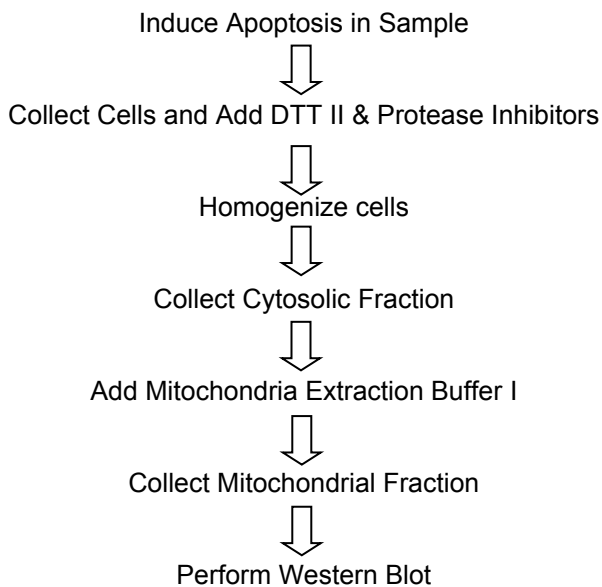 Induce Apoptosis in Sample
Collect Cells and Add DTT II & Protease Inhibitors
Homogenize cells
Collect Cytosolic Fraction
Add Mitochondria Extraction Buffer I
Collect Mitochondrial Fraction
Perform Western Blot